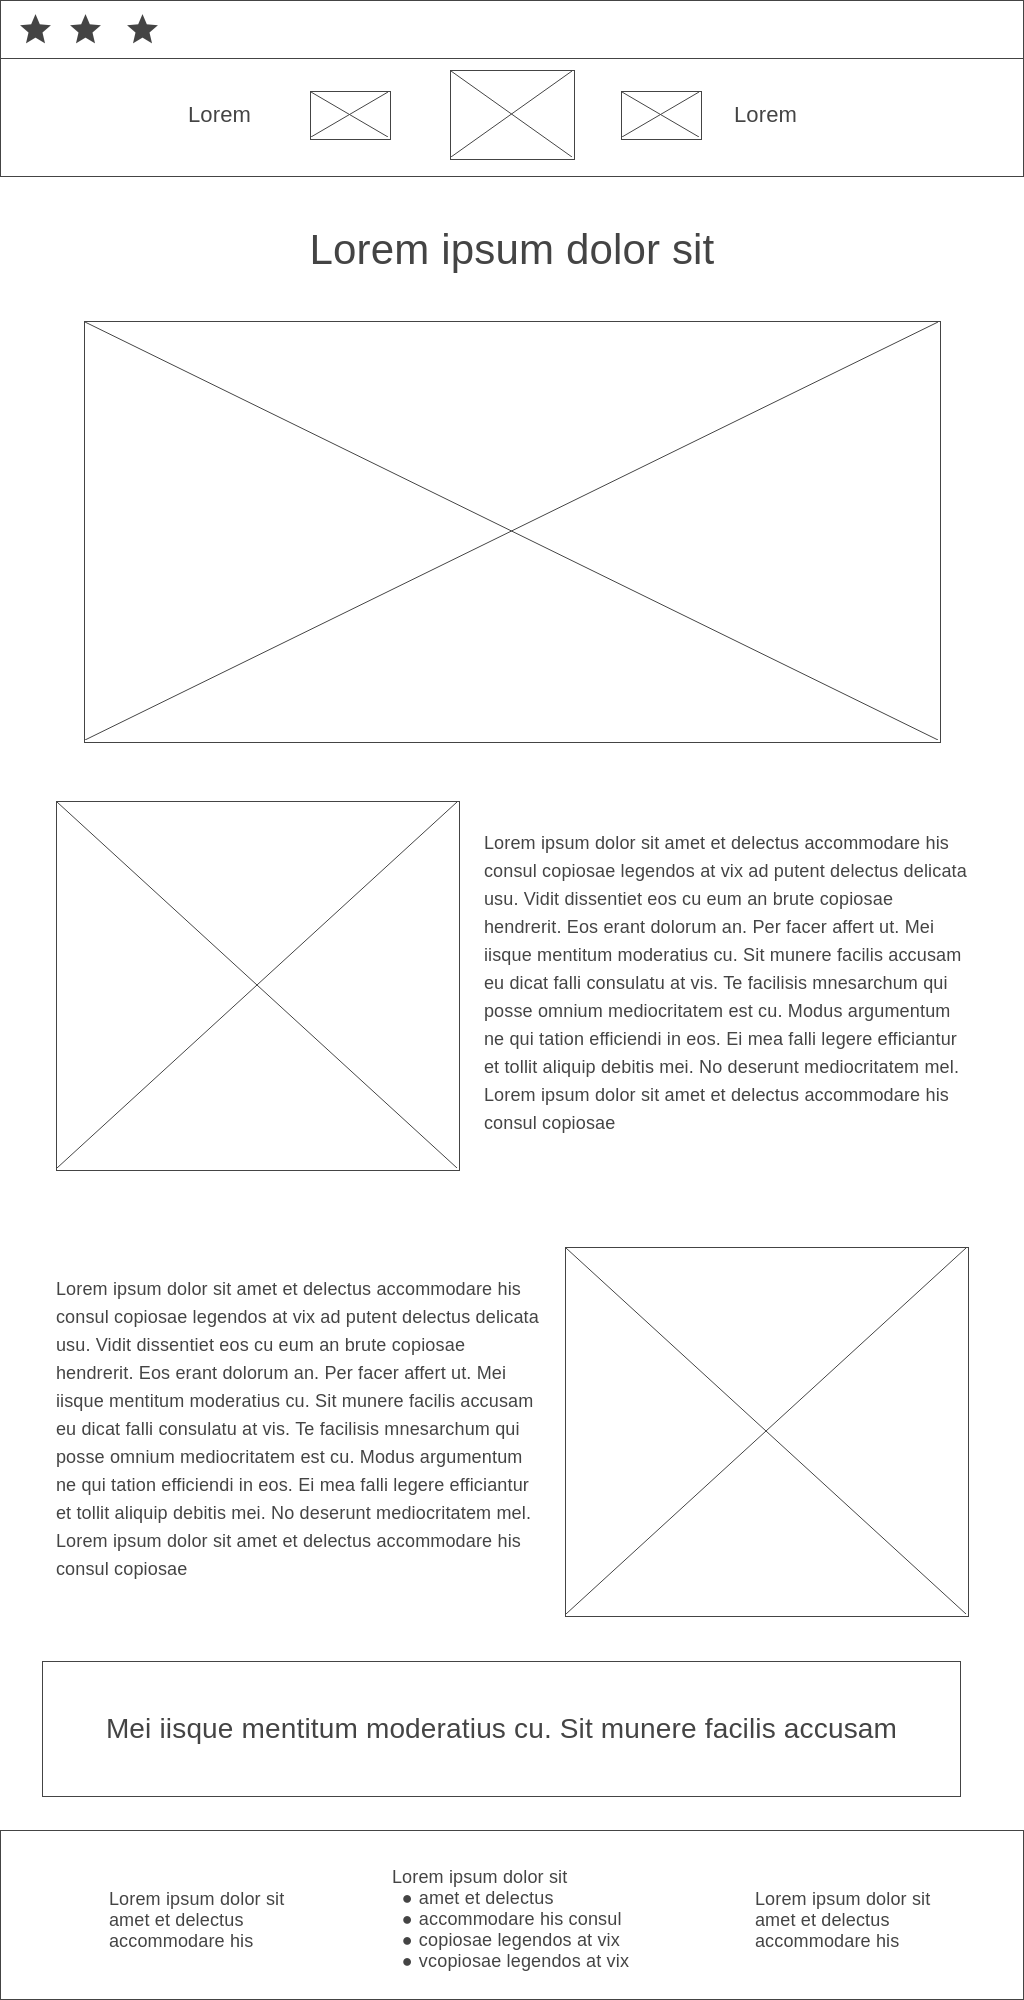 Lorem
Lorem
Lorem ipsum dolor sit
Lorem ipsum dolor sit amet et delectus accommodare his
consul copiosae legendos at vix ad putent delectus delicata
usu. Vidit dissentiet eos cu eum an brute copiosae
hendrerit. Eos erant dolorum an. Per facer affert ut. Mei
iisque mentitum moderatius cu. Sit munere facilis accusam
eu dicat falli consulatu at vis. Te facilisis mnesarchum qui
posse omnium mediocritatem est cu. Modus argumentum
ne qui tation efficiendi in eos. Ei mea falli legere efficiantur
et tollit aliquip debitis mei. No deserunt mediocritatem mel.
Lorem ipsum dolor sit amet et delectus accommodare his
consul copiosae
Lorem ipsum dolor sit amet et delectus accommodare his
consul copiosae legendos at vix ad putent delectus delicata
usu. Vidit dissentiet eos cu eum an brute copiosae
hendrerit. Eos erant dolorum an. Per facer affert ut. Mei
iisque mentitum moderatius cu. Sit munere facilis accusam
eu dicat falli consulatu at vis. Te facilisis mnesarchum qui
posse omnium mediocritatem est cu. Modus argumentum
ne qui tation efficiendi in eos. Ei mea falli legere efficiantur
et tollit aliquip debitis mei. No deserunt mediocritatem mel.
Lorem ipsum dolor sit amet et delectus accommodare his
consul copiosae
Mei iisque mentitum moderatius cu. Sit munere facilis accusam
Lorem ipsum dolor sit
amet et delectus
accommodare his
Lorem ipsum dolor sit
● amet et delectus
● accommodare his consul
● copiosae legendos at vix
● vcopiosae legendos at vix
Lorem ipsum dolor sit
amet et delectus
accommodare his